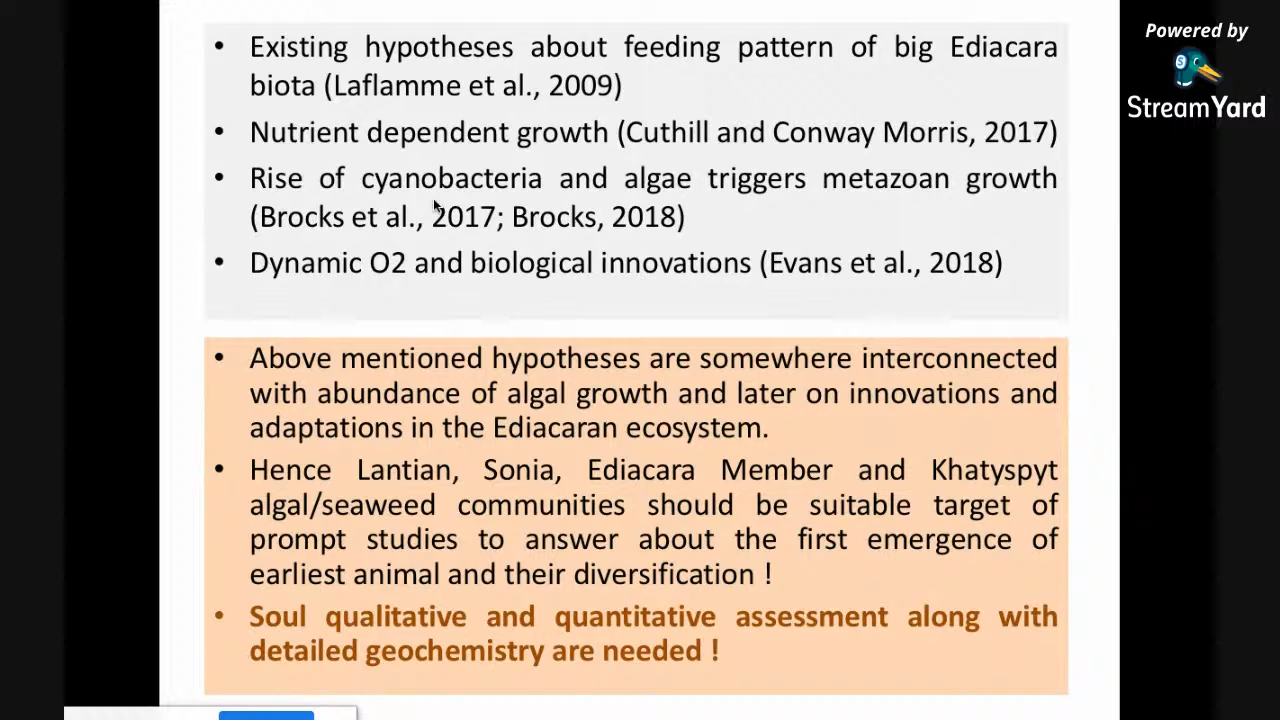 • Existing hypotheses about feeding pattern of big Ediacara
biota (Laflamme et al., 2009)
• Nutrient dependent growth (Cuthill and Conway Morris, 2017)
• Rise of cyanobacteria and algae triggers metazoan growth
(Brocks et al., 2017; Brocks, 2018)
• Dynamic O2 and biological innovations (Evans et al., 2018)
• Above mentioned hypotheses are somewhere interconnected
with abundance of algal growth and later on innovations and
adaptations in the Ediacaran ecosystem.
• Hence Lantian, Sonia, Ediacara Member and Khatyspyt
algal/seaweed communities should be suitable target of
prompt studies to answer about the first emergence of
earliest animal and their diversification !
• Soul qualitative and quantitative assessment along with
detailed geochemistry are needed !
Powered by
S
StreamYard